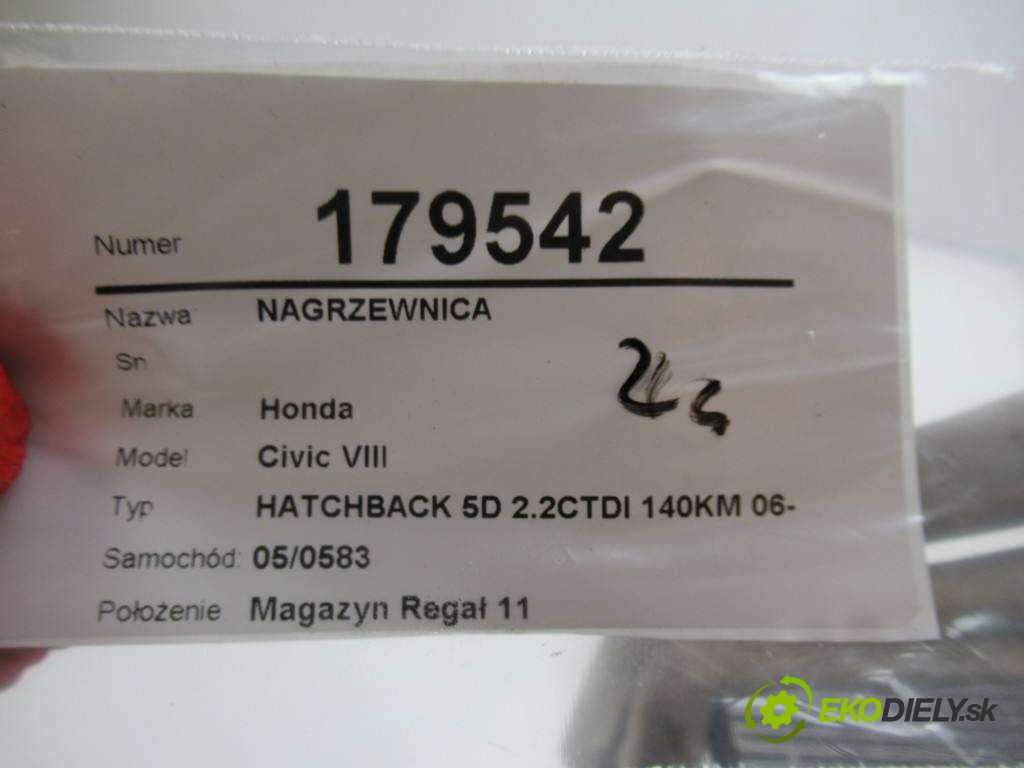 Numer 179542
Nazwa NAGRZEWNICA
Sn
Marka Honda
Model Civic VIII
Typ HATCHBACK 5D 2.2CTDI 140KM 06-
Samochód: 05/0583
Położenie Magazyn Regał 11
EKODIELY.sk